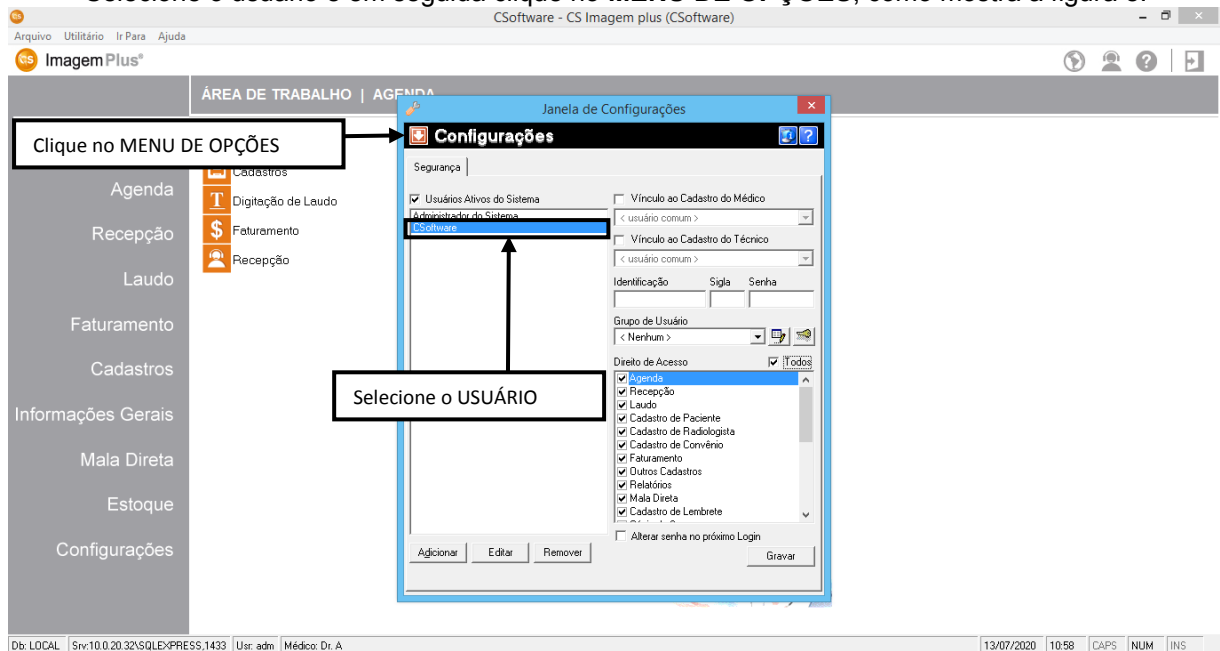 CSoftware - CS Imagem plus (CSoftware)
Arquivo Utilitário Ir Para Ajuda
CS Imagem Plus®
ÁREA DE TRABALHO | AGENDA
Janela de Configurações
Clique no MENU DE OPÇÕES
Configurações
Segurança
Cadastros
Agenda
Digitação de Laudo
Recepção
Faturamento
Recepção
Laudo
Faturamento
Cadastros
Informações Gerais
Mala Direta
Estoque
Configurações
Usuários Ativos do Sistema
Administrador do Sistema
CSoftware
Selecione o USUÁRIO
Adicionar Editar Remover
Vínculo ao Cadastro do Médico
< usuário comum >
Vínculo ao Cadastro do Técnico
< usuário comum >
Identificação Sigla Senha
Grupo de Usuário
< Nenhum >
Direito de Acesso Todos
Agenda
Recepção
Laudo
Cadastro de Paciente
Cadastro de Radiologista
Cadastro de Convênio
Faturamento
Outros Cadastros
Relatórios
Mala Direta
Cadastro de Lembrete
Alterar senha no próximo Login
Gravar
Db: LOCAL Srv:10.0.20.32\SQLEXPRESS,1433 Usr: adm Médico: Dr. A 13/07/2020 10:58 CAPS NUM INS